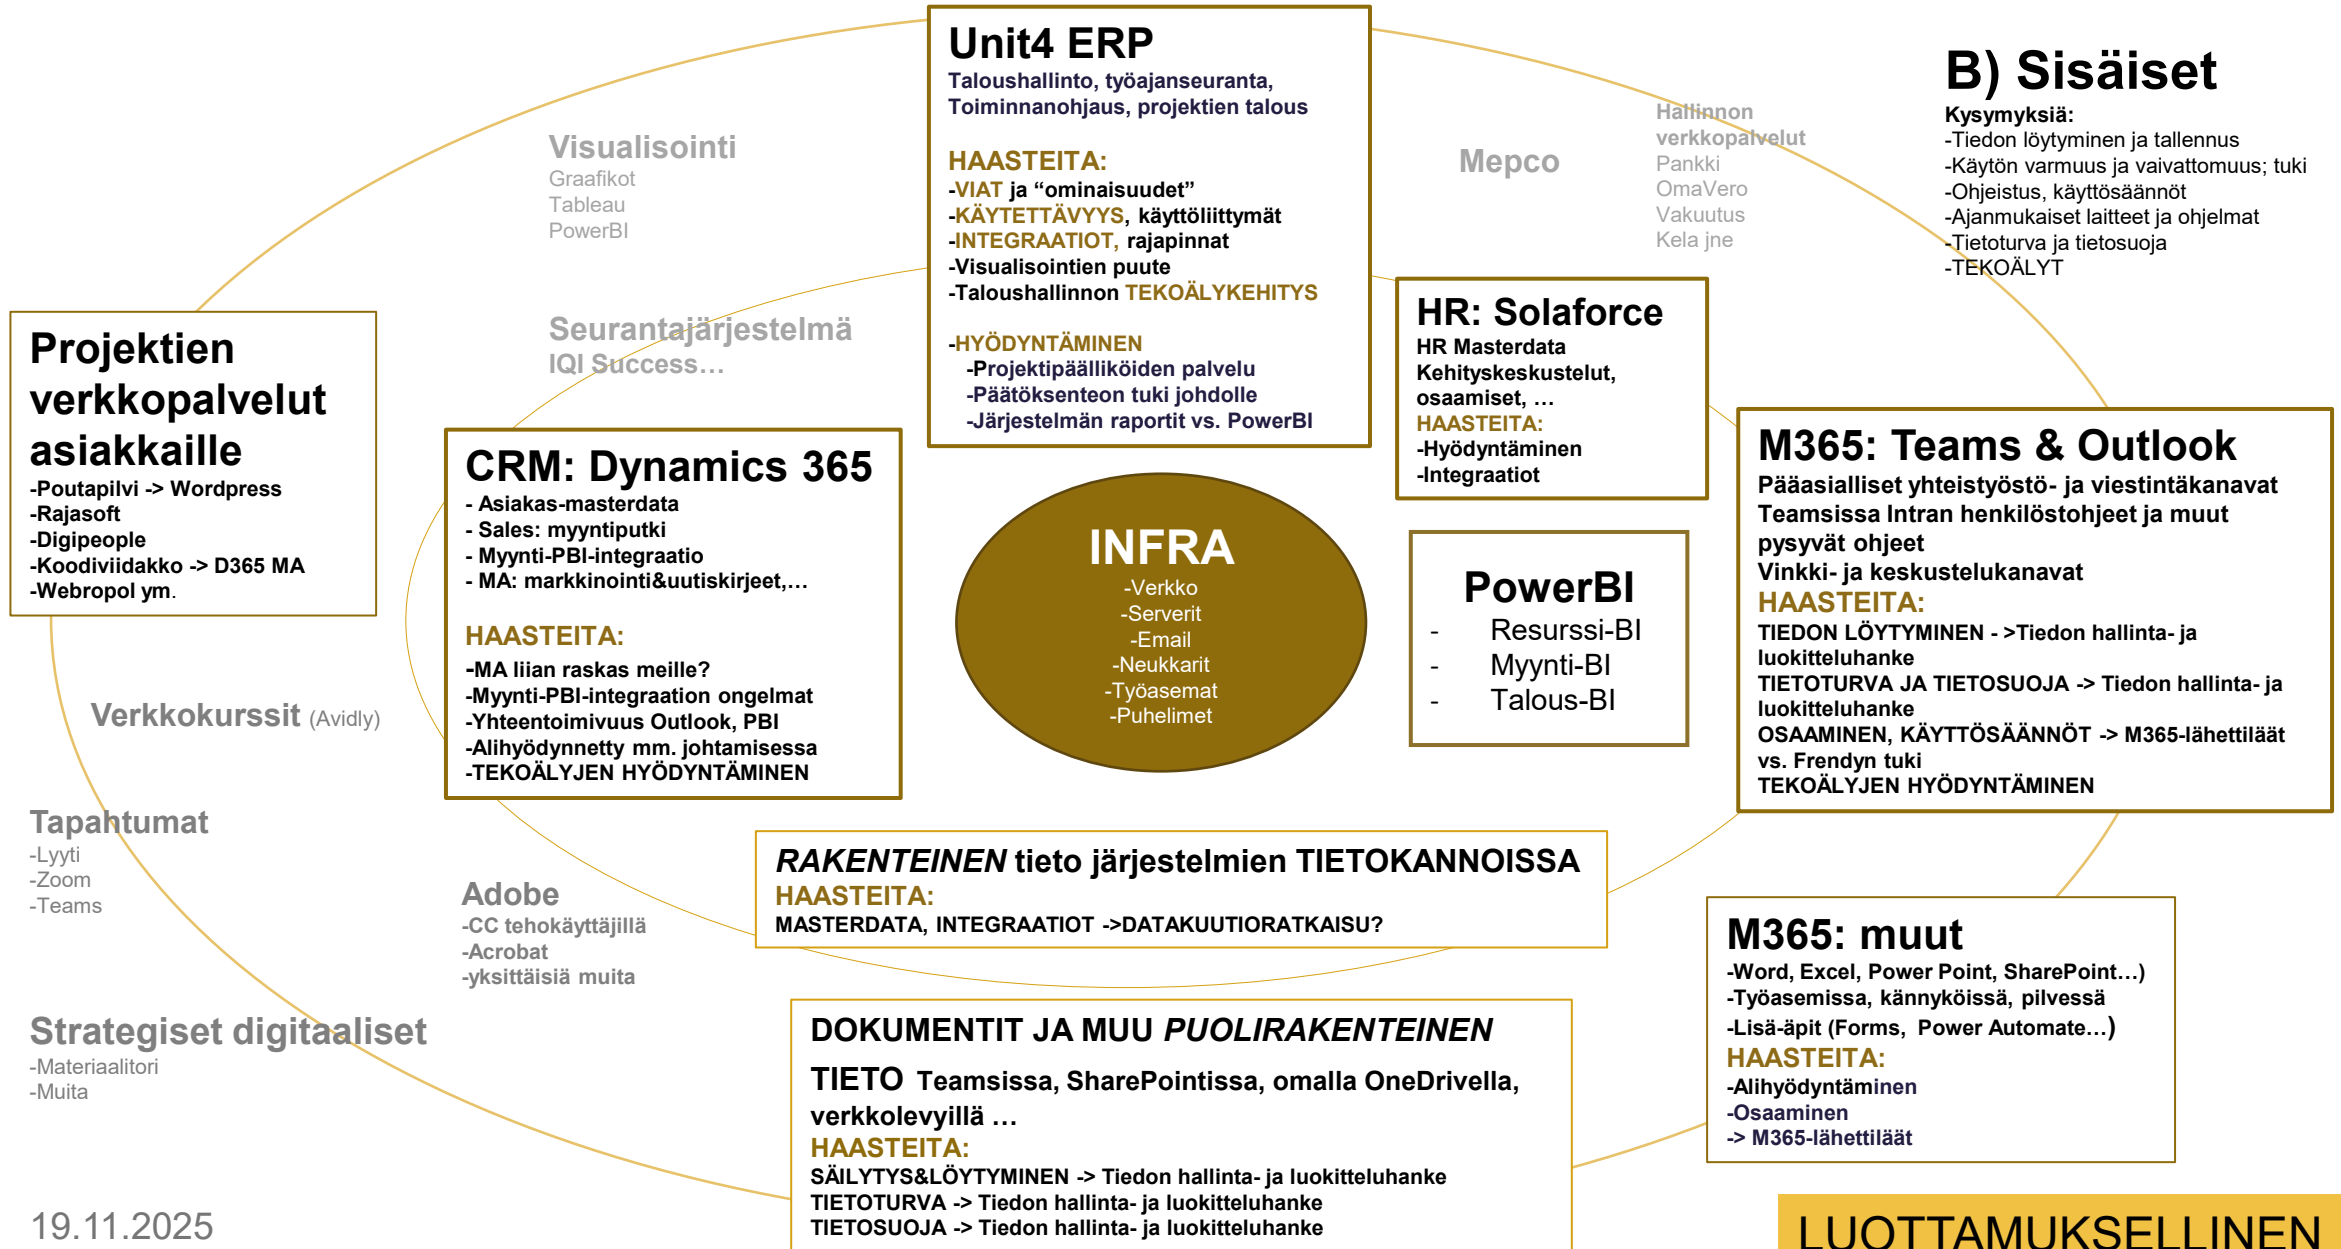 Unit4 ERP
Taloushallinto, työajanseuranta,
Toiminnanohjaus, projektien talous
HAASTEITA:
-VIAT ja “ominaisuudet”
-KÄYTETTÄVYYS, käyttöliittymät
-INTEGRAATIOT, rajapinnat
-Visualisointien puute
-Taloushallinnon TEKOÄLYKEHITYS
-HYÖDYNTÄMINEN
-Projektipäälliköiden palvelu
-Päätöksenteon tuki johdolle
-Järjestelmän raportit vs. PowerBI
B) Sisäiset
Kysymyksiä:
-Tiedon löytyminen ja tallennus
-Käytön varmuus ja vaivattomuus; tuki
-Ohjeistus, käyttösäännöt
-Ajanmukaiset laitteet ja ohjelmat
-Tietoturva ja tietosuoja
-TEKOÄLYT
Hallinnon
verkkopalvelut
Pankki
OmaVero
Vakuutus
Kela jne
Mepco
Visualisointi
Graafikot
Tableau
PowerBI
Seurantajärjestelmä
IQI Success…
Projektien
verkkopalvelut
asiakkaille
-Poutapilvi -> Wordpress
-Rajasoft
-Digipeople
-Koodiviidakko -> D365 MA
-Webropol ym.
CRM: Dynamics 365
- Asiakas-masterdata
- Sales: myyntiputki
- Myynti-PBI-integraatio
- MA: markkinointi&uutiskirjeet,…
HAASTEITA:
-MA liian raskas meille?
-Myynti-PBI-integraation ongelmat
-Yhteentoimivuus Outlook, PBI
-Alihyödynnetty mm. johtamisessa
-TEKOÄLYJEN HYÖDYNTÄMINEN
HR: Solaforce
HR Masterdata
Kehityskeskustelut,
osaamiset, …
HAASTEITA:
-Hyödyntäminen
-Integraatiot
M365: Teams & Outlook
Pääasialliset yhteistyöstö- ja viestintäkanavat
Teamsissa Intran henkilöstohjeet ja muut
pysyvät ohjeet
Vinkki- ja keskustelukanavat
HAASTEITA:
TIEDON LÖYTYMINEN - >Tiedon hallinta- ja
luokitteluhanke
TIETOTURVA JA TIETOSUOJA -> Tiedon hallinta- ja
luokitteluhanke
OSAAMINEN, KÄYTTÖSÄÄNNÖT -> M365-lähettiläät
vs. Frendyn tuki
TEKOÄLYJEN HYÖDYNTÄMINEN
INFRA
-Verkko
-Serverit
-Email
-Neukkarit
-Työasemat
-Puhelimet
PowerBI
- Resurssi-BI
- Myynti-BI
- Talous-BI
Verkkokurssit (Avidly)
Tapahtumat
-Lyyti
-Zoom
-Teams
Adobe
-CC tehokäyttäjillä
-Acrobat
-yksittäisiä muita
RAKENTEINEN tieto järjestelmien TIETOKANNOISSA
HAASTEITA:
MASTERDATA, INTEGRAATIOT ->DATAKUUTIORATKAISU?
M365: muut
-Word, Excel, Power Point, SharePoint…)
-Työasemissa, kännyköissä, pilvessä
-Lisä-äpit (Forms, Power Automate…)
HAASTEITA:
-Alihyödyntäminen
-Osaaminen
-> M365-lähettiläät
Strategiset digitaaliset
-Materiaalitori
-Muita
DOKUMENTIT JA MUU PUOLIRAKENTEINEN
TIETO Teamsissa, SharePointissa, omalla OneDrivella,
verkkolevyillä …
HAASTEITA:
SÄILYTYS&LÖYTYMINEN -> Tiedon hallinta- ja luokitteluhanke
TIETOTURVA -> Tiedon hallinta- ja luokitteluhanke
TIETOSUOJA -> Tiedon hallinta- ja luokitteluhanke
19.11.2025
LUOTTAMUKSELLINEN